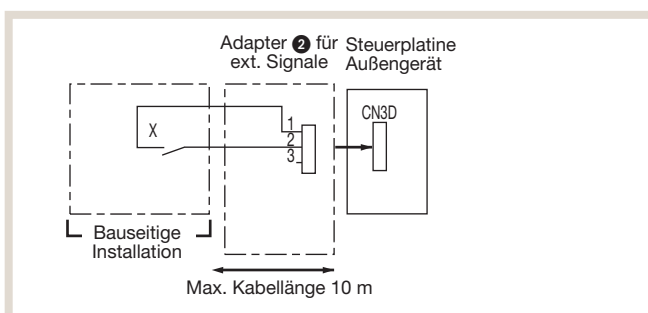 Adapter ❷ für
ext. Signale
Steuerplatine
Außengerät
CN3D
X
1
2
3
Bauseitige
Installation
Max. Kabellänge 10 m